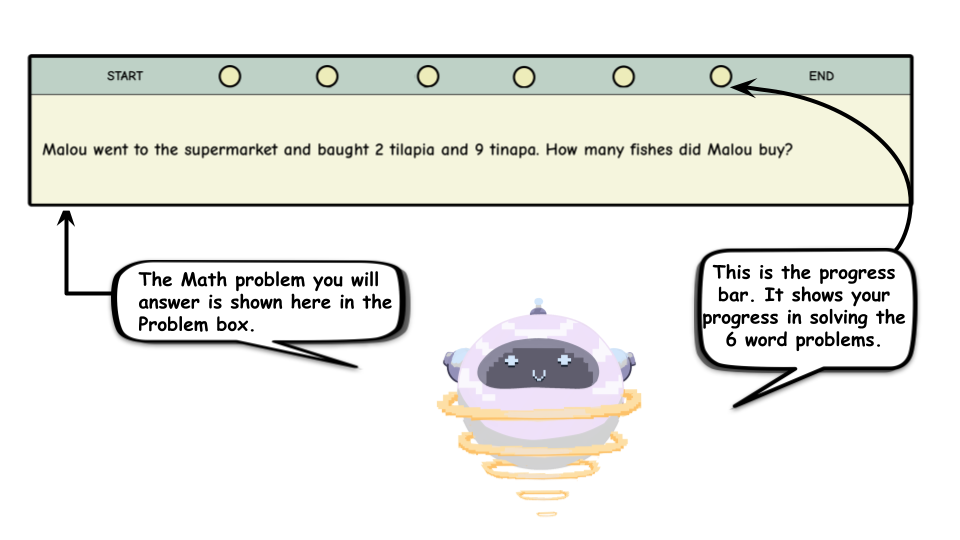 START
END
Malou went to the supermarket and baught 2 tilapia and 9 tinapa. How many fishes did Malou buy?
The Math problem you will
answer is shown here in the
Problem box.
This is the progress
bar. It shows your
progress in solving the
6 word problems.